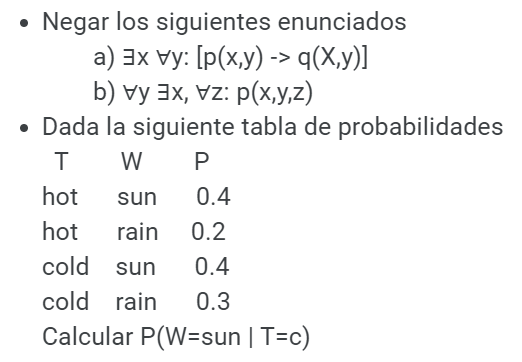 • Negar los siguientes enunciados
a) ∃x ∀y: [p(x,y) -> q(X,y)]
b) ∀y ∃x, ∀z: p(x,y,z)
• Dada la siguiente tabla de probabilidades
T W P
hot sun 0.4
hot rain 0.2
cold sun 0.4
cold rain 0.3
Calcular P(W=sun | T=c)